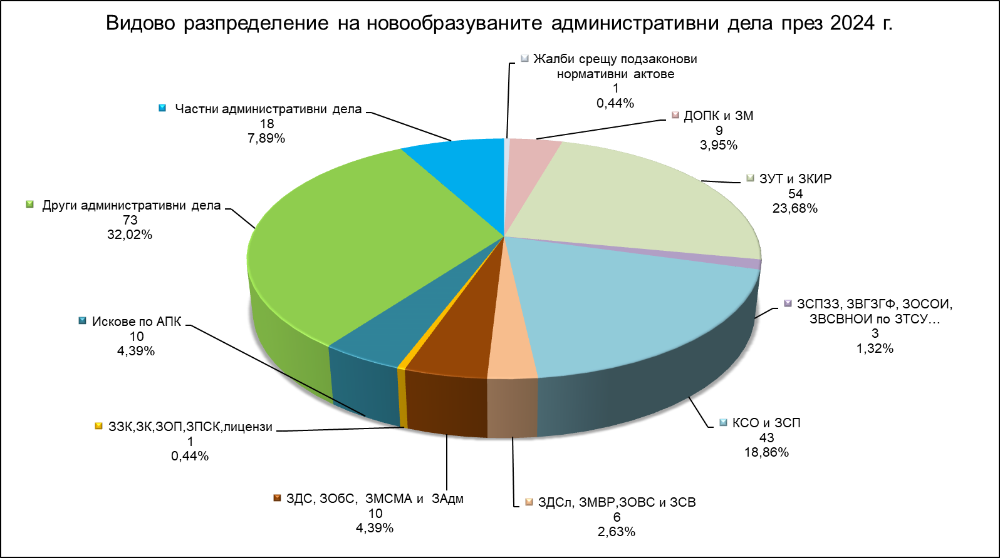 Видово разпределение на новообразуваните административни дела през 2024 г.
Жалби срещу подзаконови
нормативни актове
1
0,44%
ДОПК и ЗМ
9
3,95%
ЗУТ и ЗКИР
54
23,68%
ЗСПЗЗ, ЗВГЗГФ, ЗОСОИ,
ЗВСВНОИ по ЗТСУ...
3
1,32%
КСО и ЗСП
43
18,86%
ЗДСл, ЗМВР,ЗОВС и ЗСВ
6
2,63%
ЗДС, ЗОбС, ЗМСМА и ЗАдм
10
4,39%
ЗЗК,ЗК,ЗОП,ЗПСК,лицензи
1
0,44%
Искове по АПК
10
4,39%
Други административни дела
73
32,02%
Частни административни дела
18
7,89%